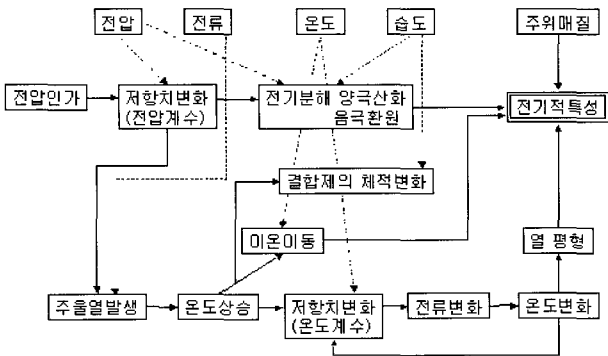 전압
전류
온도
습도
주위매질
전압인가
저항치변화
(전압계수)
전기분해 양극산화
음극환원
전기적특성
결합제의 체적변화
이온이동
열 평형
주울열발생
온도상승
저항치변화
(온도계수)
전류변화
온도변화